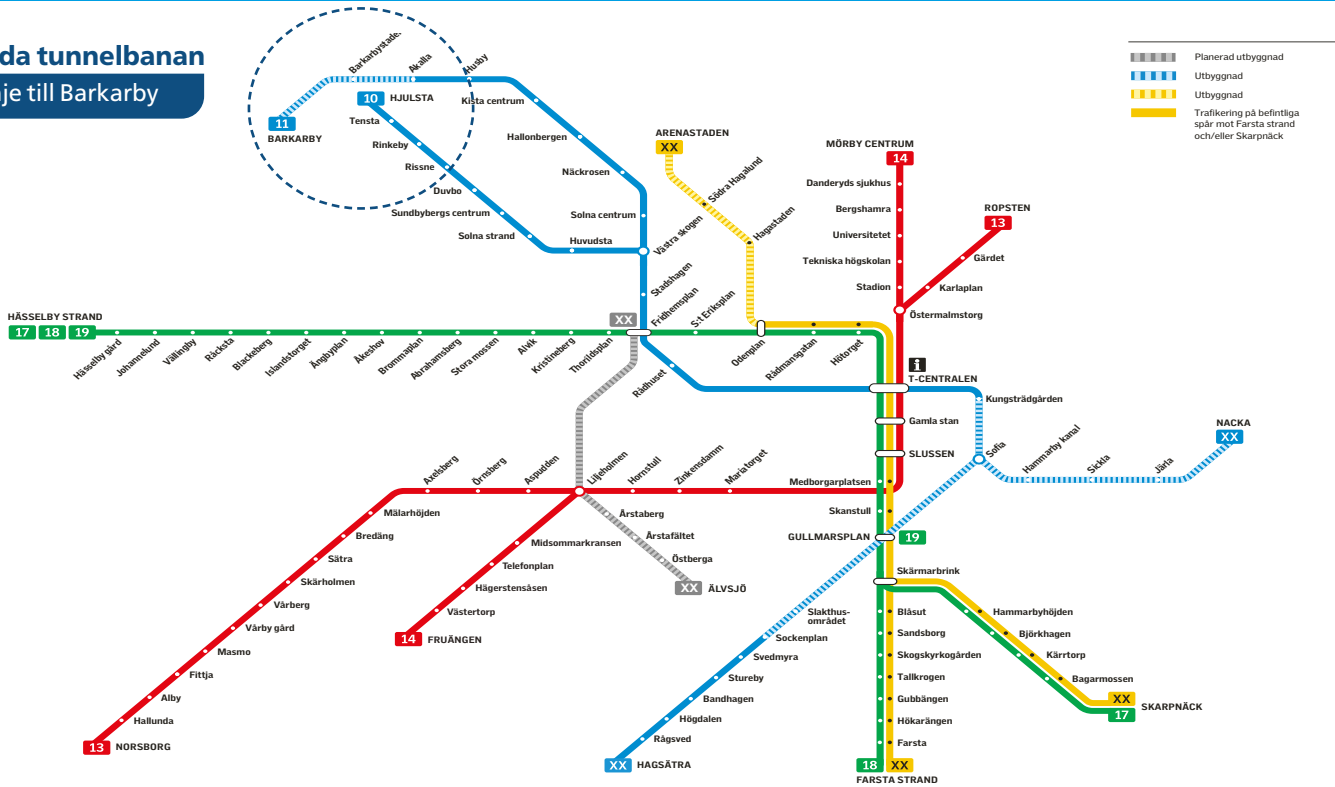 da tunnelbanan
je till Barkarby
Planerad utbyggnad
Utbyggnad
Utbyggnad
Trafikering på befintliga
spår mot Farsta strand
och/eller Skarpnäck
Akalla
Husby
10 HJULSTA
11
BARKARBY
Kista centrum
Tensta
Hallonbergen
Rinkeby
Rissne
Näckrosen
Duvbo
Sundbybergs centrum
Solna centrum
Solna strand
Huvudsta
Västra skogen
Stadshagen
ARENASTADEN
XX
Södra Hagalund
Hagastaden
MÖRBY CENTRUM
14
Danderyds sjukhus
Bergshamra
Universitetet
Tekniska högskolan
Stadion
ROPSTEN
13
Gärdet
Karlaplan
Östermalmstorg
HÄSSELBY STRAND
17 18 19
Hässelby gård
Johannelund
Vällingby
Råcksta
Blackeberg
Islandstorget
Ängbyplan
Åkeshov
Brommaplan
Abrahamsberg
Stora mossen
Alvik
Kristineberg
Thorildsplan
XX
Fridhemsplan
S:t Eriksplan
Odenplan
Rådmansgatan
Hötorget
Rådhuset
i
T-CENTRALEN
Kungsträdgården
Gamla stan
SLUSSEN
Sofia
Hammarby kanal
Sickla
Järla
NACKA
XX
Axelsberg
Örnsberg
Aspudden
Liljeholmen
Hornstull
Zinkensdamm
Mariatorget
Medborgarplatsen
Skanstull
GULLMARSPLAN
19
Skärmarbrink
Mälarhöjden
Bredäng
Sätra
Skärholmen
Vårberg
Vårby gård
Masmo
Fittja
Alby
Hallunda
13 NORSBORG
Midsommarkransen
Telefonplan
Hägerstensåsen
Västertorp
14 FRUÄNGEN
Årstaberg
Årstafältet
Östberga
XX ÄLVSJÖ
Slakthus-
området
Sockenplan
Svedmyra
Stureby
Bandhagen
Högdalen
Rågsved
XX HAGSÄTRA
Blåsut
Sandsborg
Skogskyrkogården
Tallkrogen
Gubbängen
Hökarängen
Farsta
18 XX
FARSTA STRAND
Hammarbyhöjden
Björkhagen
Kärrtorp
Bagarmossen
XX
17
SKARPNÄCK